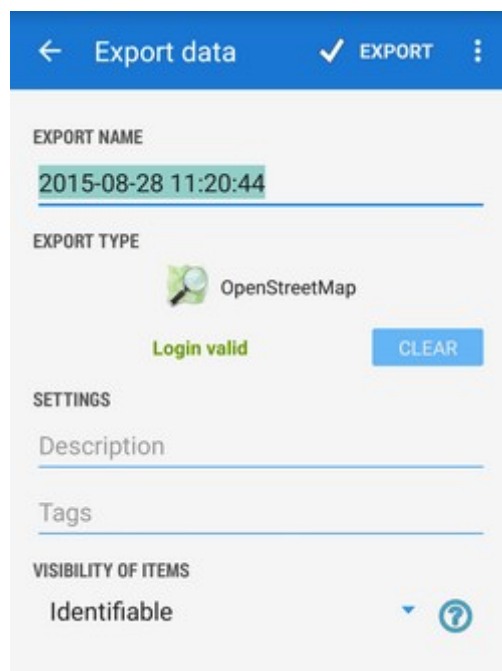 Export data EXPORT
EXPORT NAME
2015-08-28 11:20:44
EXPORT TYPE
OpenStreetMap
Login valid CLEAR
SETTINGS
Description
Tags
VISIBILITY OF ITEMS
Identifiable ?